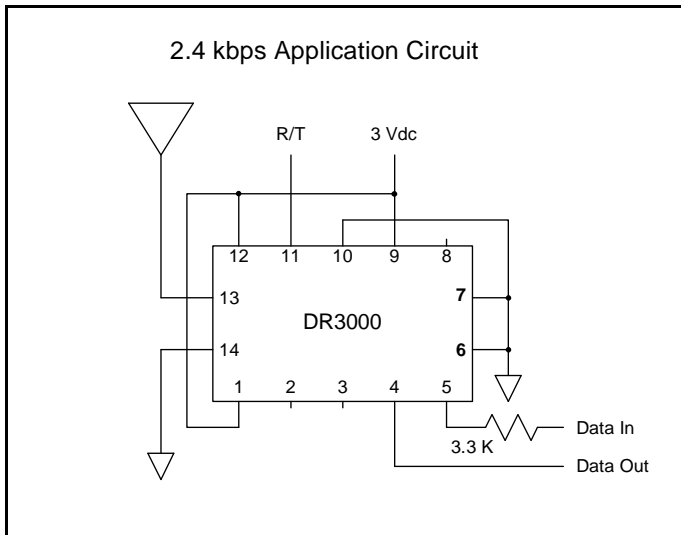 2.4 kbps Application Circuit
R/T 3 Vdc
12 11 10 9 8
13 7
DR3000
14 6
1 2 3 4 5
Data In
3.3 K
Data Out